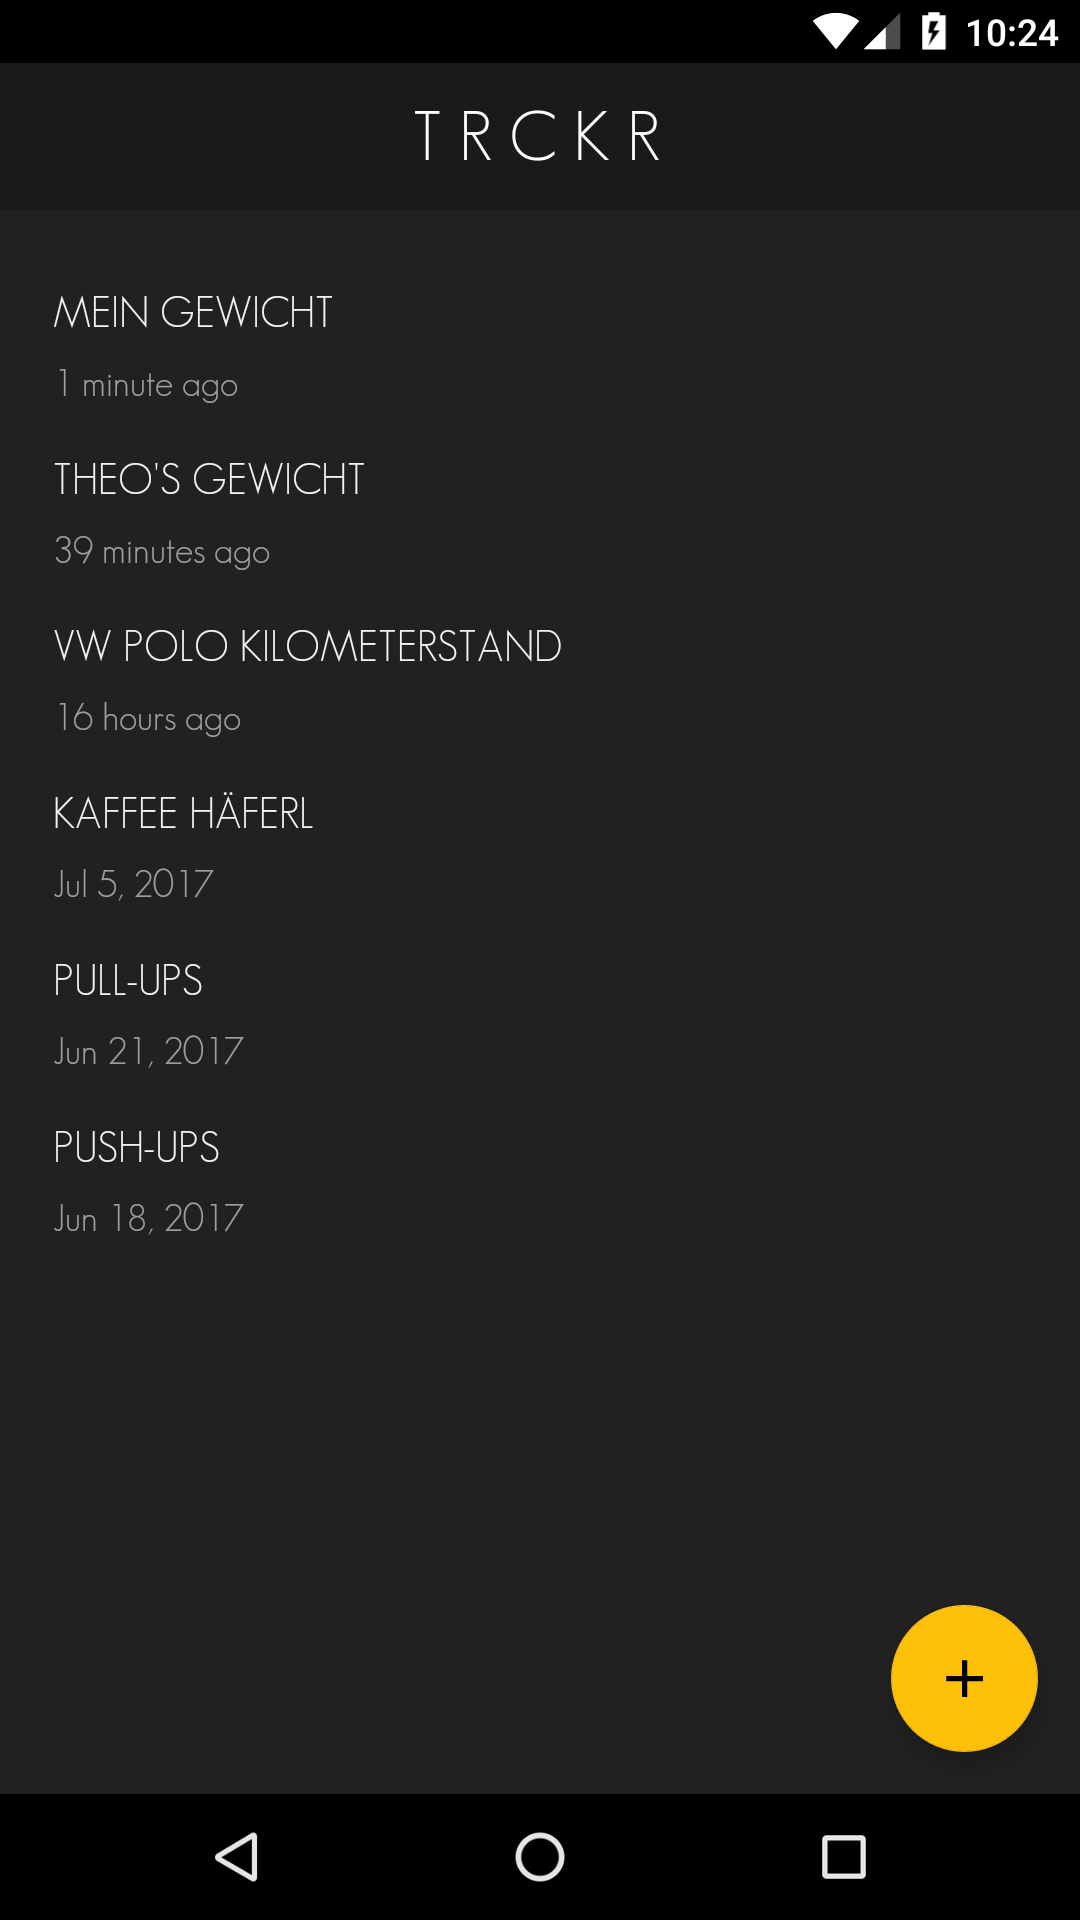 10:24
TRCKR
MEIN GEWICHT
1 minute ago
THEO'S GEWICHT
39 minutes ago
VW POLO KILOMETERSTAND
16 hours ago
KAFFEE HÄFERL
Jul 5, 2017
PULL-UPS
Jun 21, 2017
PUSH-UPS
Jun 18, 2017